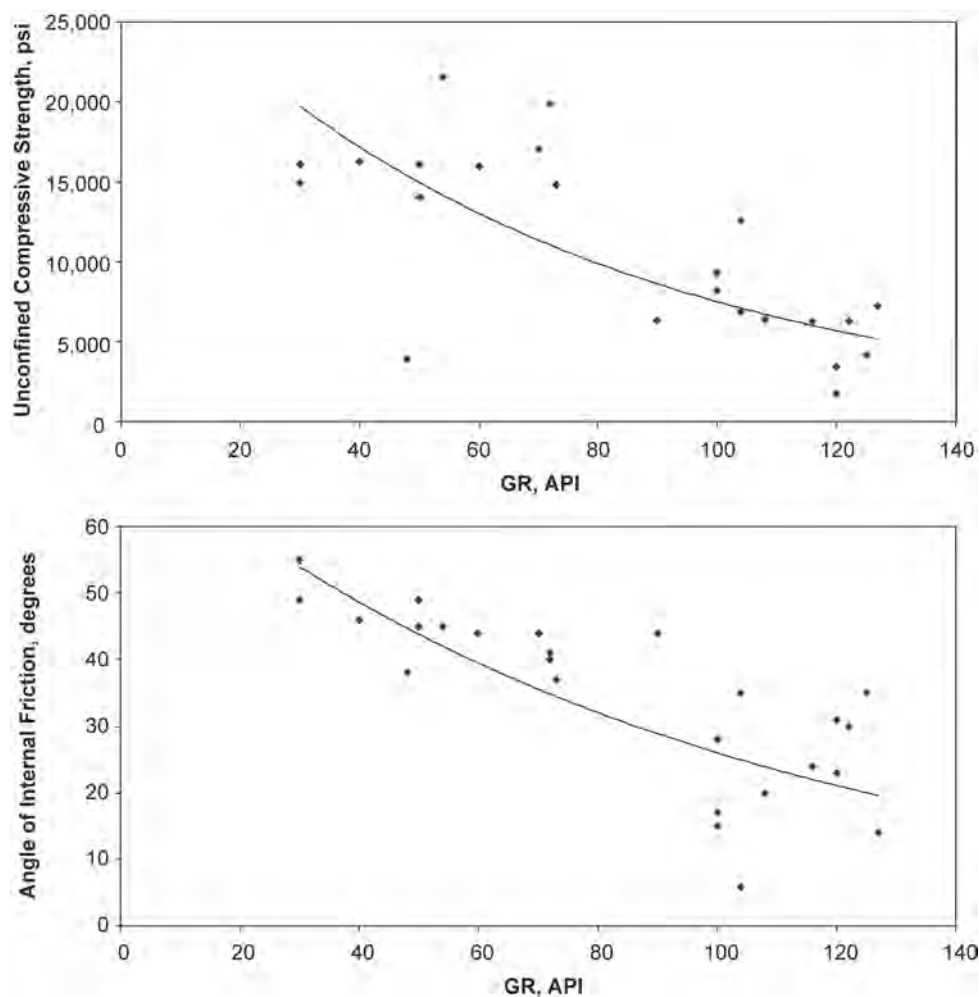 Unconfined Compressive Strength, psi
25,000
20,000
15,000
10,000
5,000
0
0 20 40 60 80 100 120 140
GR, API
Angle of Internal Friction, degrees
60
50
40
30
20
10
0
0 20 40 60 80 100 120 140
GR, API